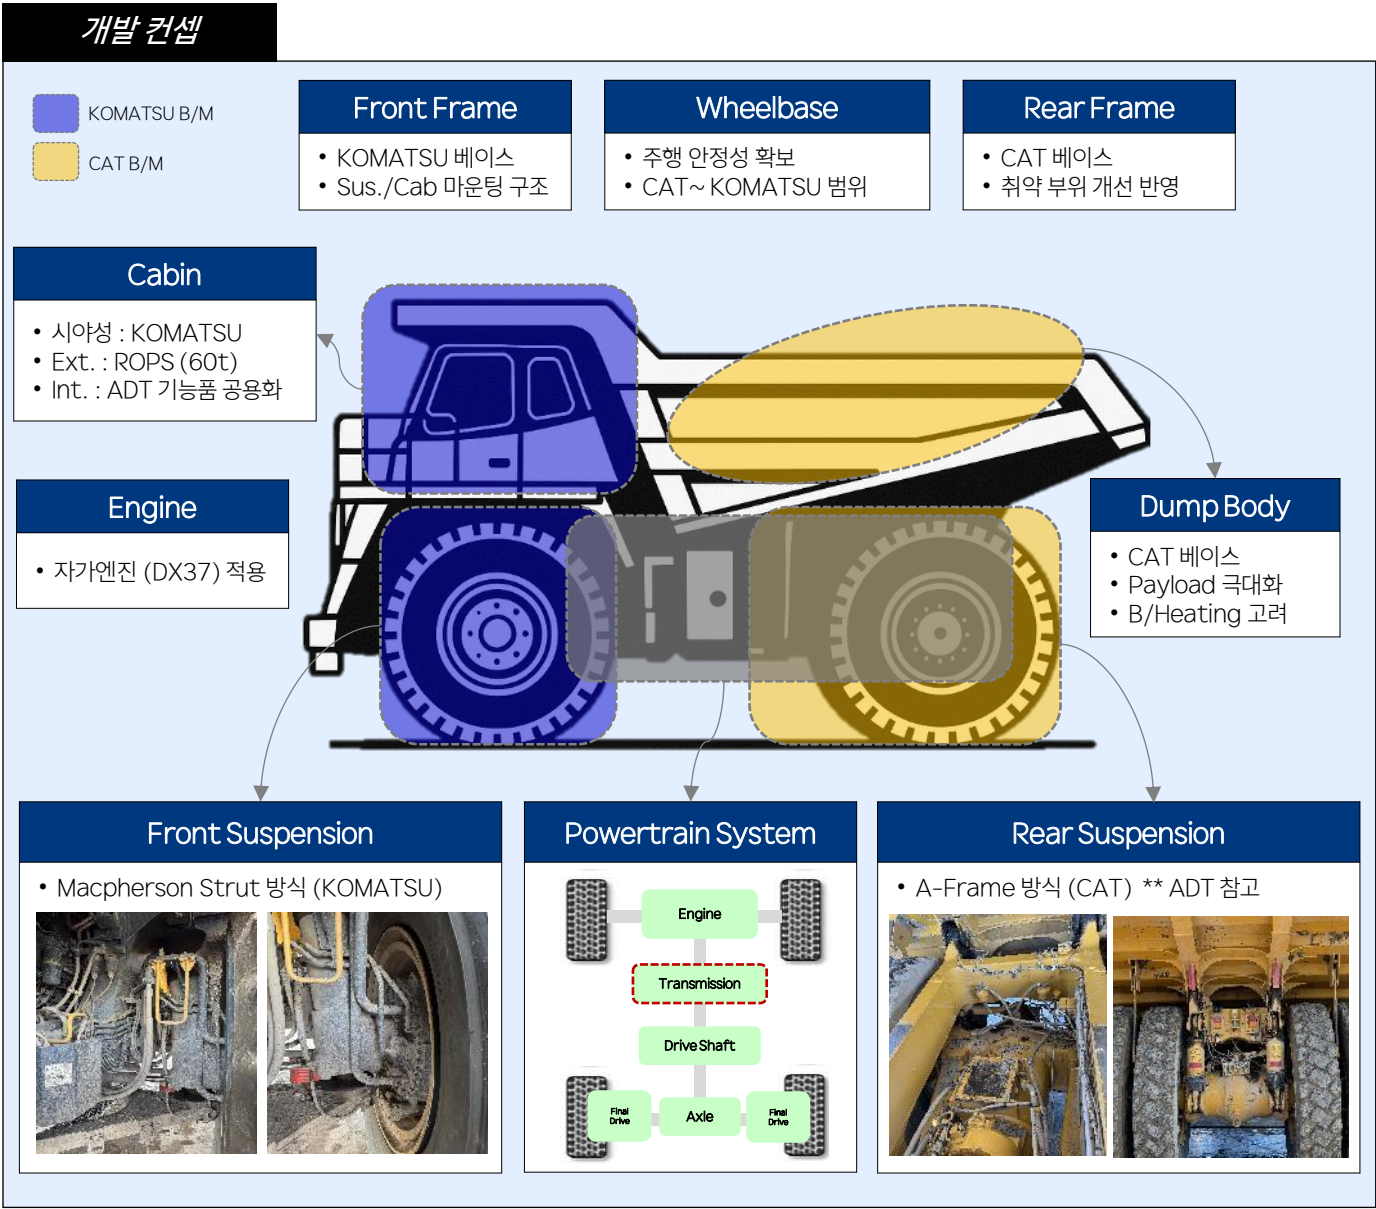 개발 컨셉
KOMATSU B/M
CAT B/M
Front Frame
• KOMATSU 베이스
• Sus./Cab 마운팅 구조
Wheelbase
• 주행 안정성 확보
• CAT~ KOMATSU 범위
Rear Frame
• CAT 베이스
• 취약 부위 개선 반영
Cabin
• 시야성 : KOMATSU
• Ext. : ROPS (60t)
• Int. : ADT 기능품 공용화
Engine
• 자가엔진 (DX37) 적용
Dump Body
• CAT 베이스
• Payload 극대화
• B/Heating 고려
Front Suspension
• Macpherson Strut 방식 (KOMATSU)
Powertrain System
Engine
Transmission
Drive Shaft
Final
Drive
Axle
Final
Drive
Rear Suspension
• A-Frame 방식 (CAT) ** ADT 참고